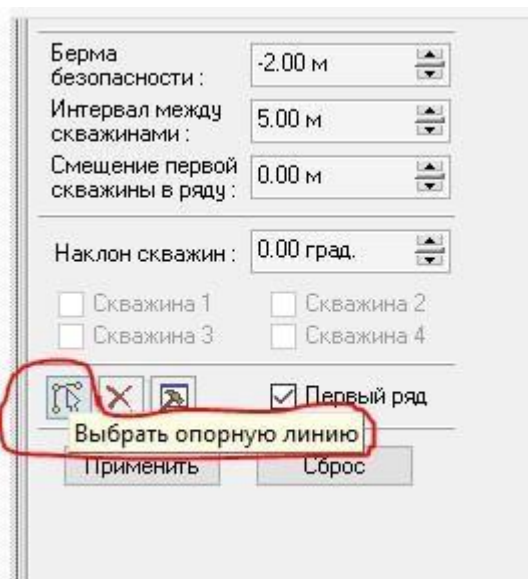 Берма
безопасности :
-2.00 м
Интервал между
скважинами :
5.00 м
Смещение первой
скважины в ряду :
0.00 м
Наклон скважин :
0.00 град.
Скважина 1
Скважина 2
Скважина 3
Скважина 4
Первый ряд
Выбрать опорную линию
Применить
Сброс